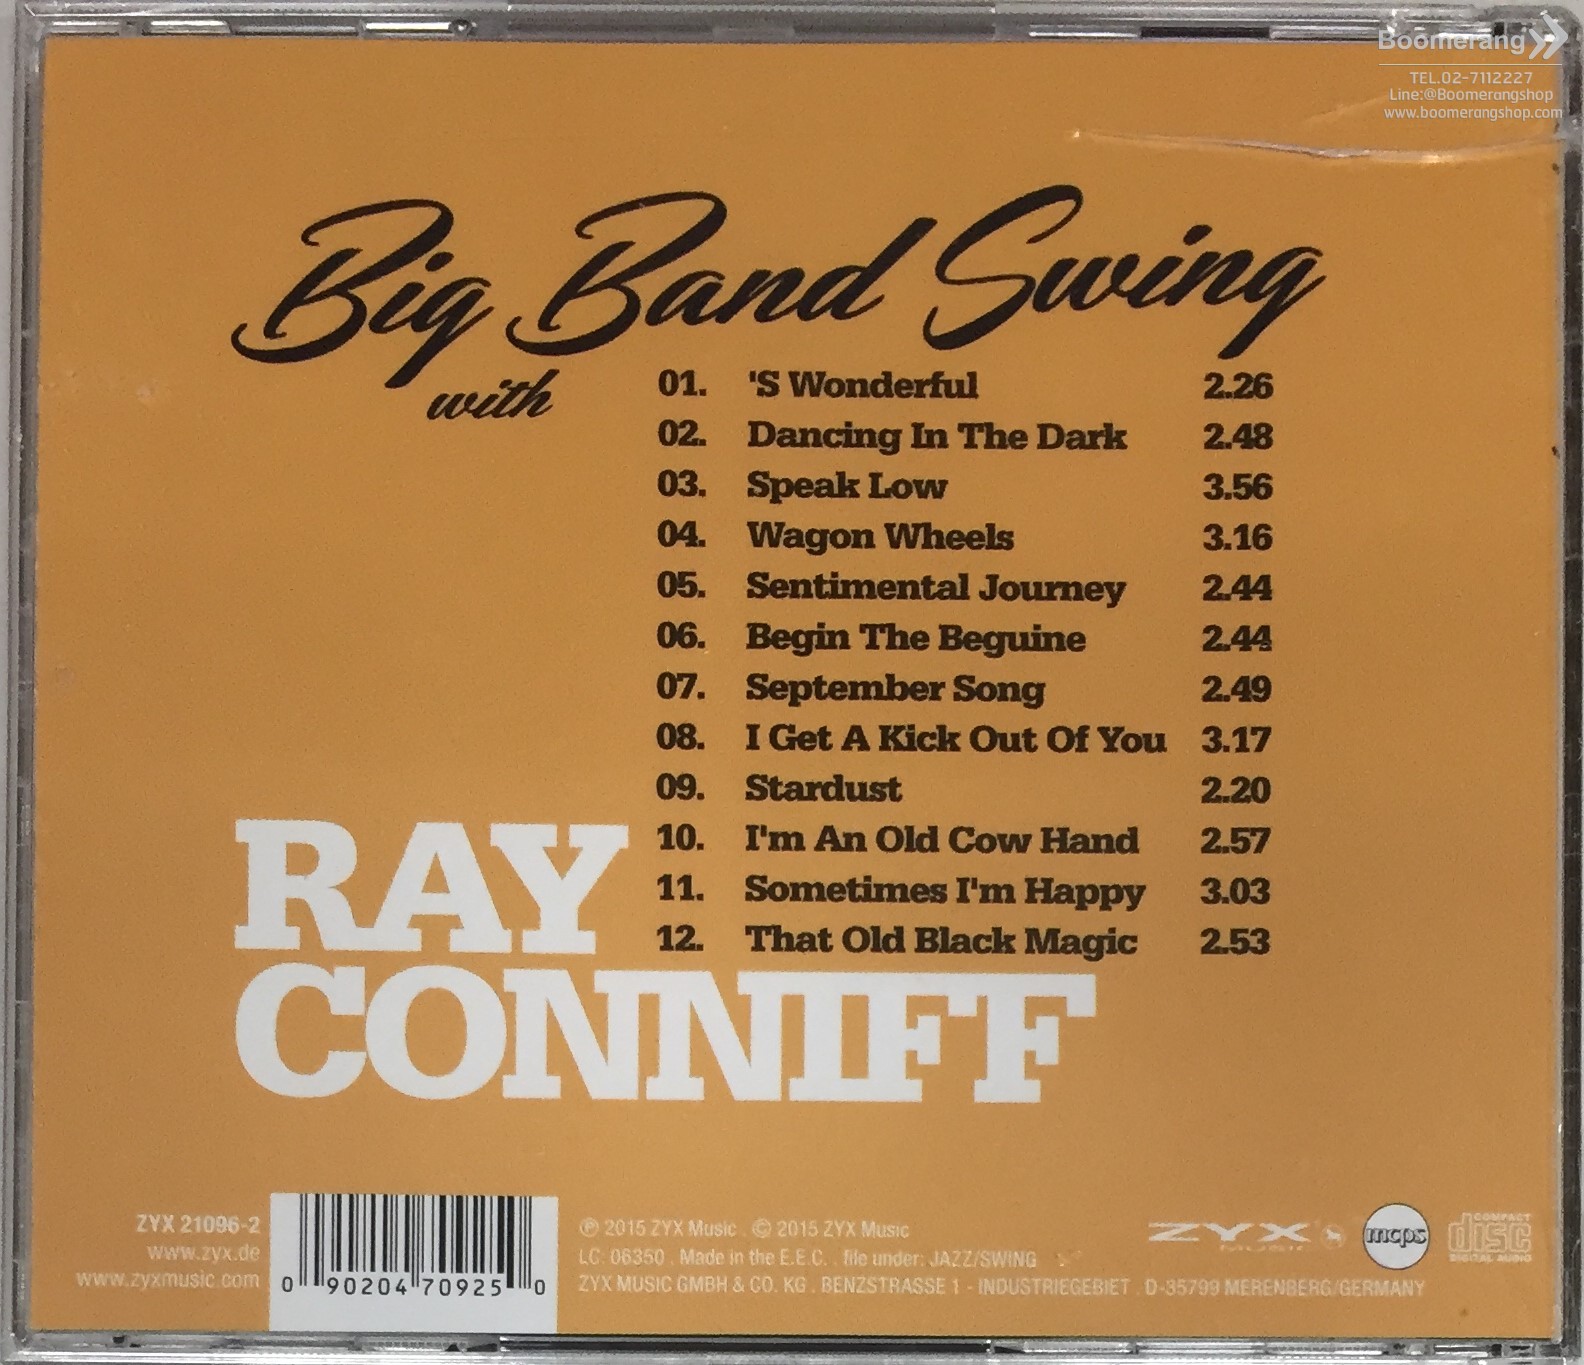 Boomerang
TEL.02-7112227
Line:@Boomerangshop
www.boomerangshop.com
Big Band Swing
with
01. 'S Wonderful 2.26
02. Dancing In The Dark 2.48
03. Speak Low 3.56
04. Wagon Wheels 3.16
05. Sentimental Journey 2.44
06. Begin The Beguine 2.44
07. September Song 2.49
08. I Get A Kick Out Of You 3.17
09. Stardust 2.20
10. I'm An Old Cow Hand 2.57
11. Sometimes I'm Happy 3.03
12. That Old Black Magic 2.53
RAY
CONNIFF
ZYX 21096-2
www.zyx.de
www.zyxmusic.com
0 90204 70925 0
℗ 2015 ZYX Music . © 2015 ZYX Music
LC: 06350 . Made in the E.E.C. . file under: JAZZ/SWING
ZYX MUSIC GMBH & CO. KG . BENZSTRASSE 1 - INDUSTRIEGEBIET . D-35799 MERENBERG/GERMANY
ZYX
MUSIC
mcps
COMPACT
disc
DIGITAL AUDIO